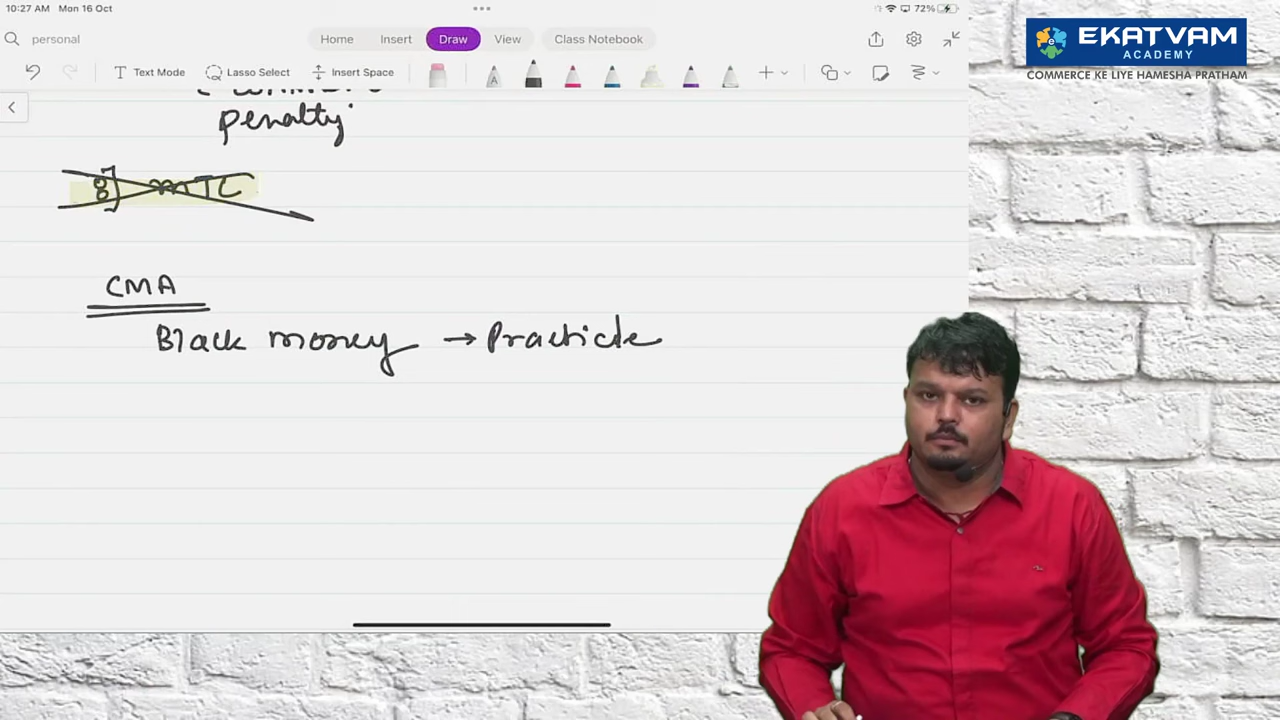 10:27 AM Mon 16 Oct
72%
personal
Home Insert Draw View Class Notebook
Text Mode Lasso Select Insert Space
EKATVAM
ACADEMY
COMMERCE KE LIYE HAMESHA PRATHAM
penalty
8] MTC
CMA
Black money → Practicle